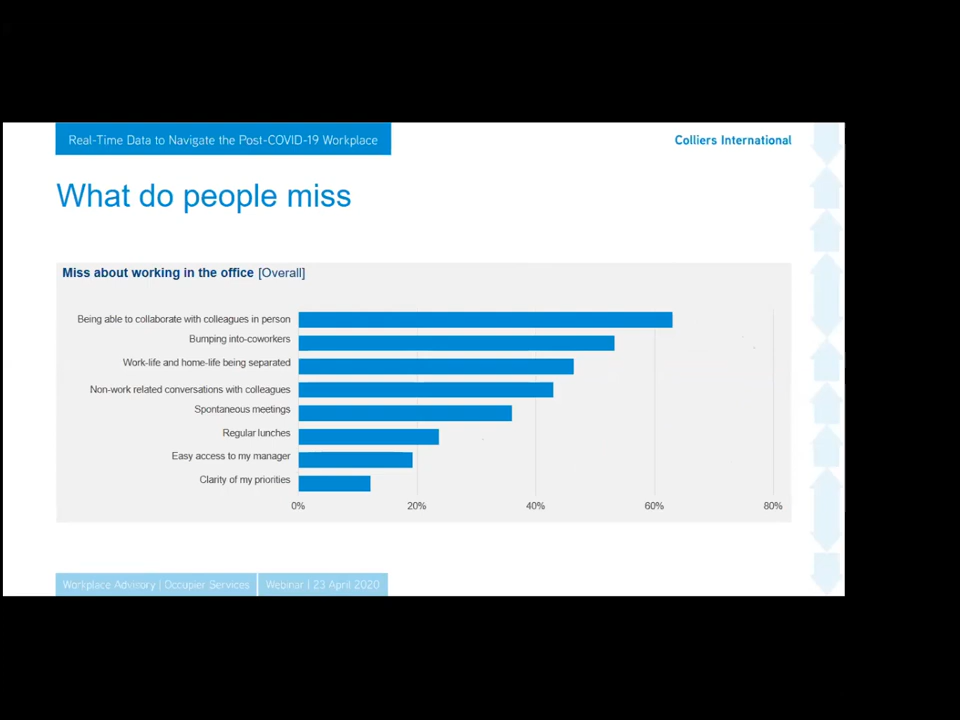 Real-Time Data to Navigate the Post-COVID-19 Workplace
Colliers International
What do people miss
Miss about working in the office [Overall]
Being able to collaborate with colleagues in person
Bumping into-coworkers
Work-life and home-life being separated
Non-work related conversations with colleagues
Spontaneous meetings
Regular lunches
Easy access to my manager
Clarity of my priorities
0% 20% 40% 60% 80%
Workplace Advisory | Occupier Services Webinar | 23 April 2020